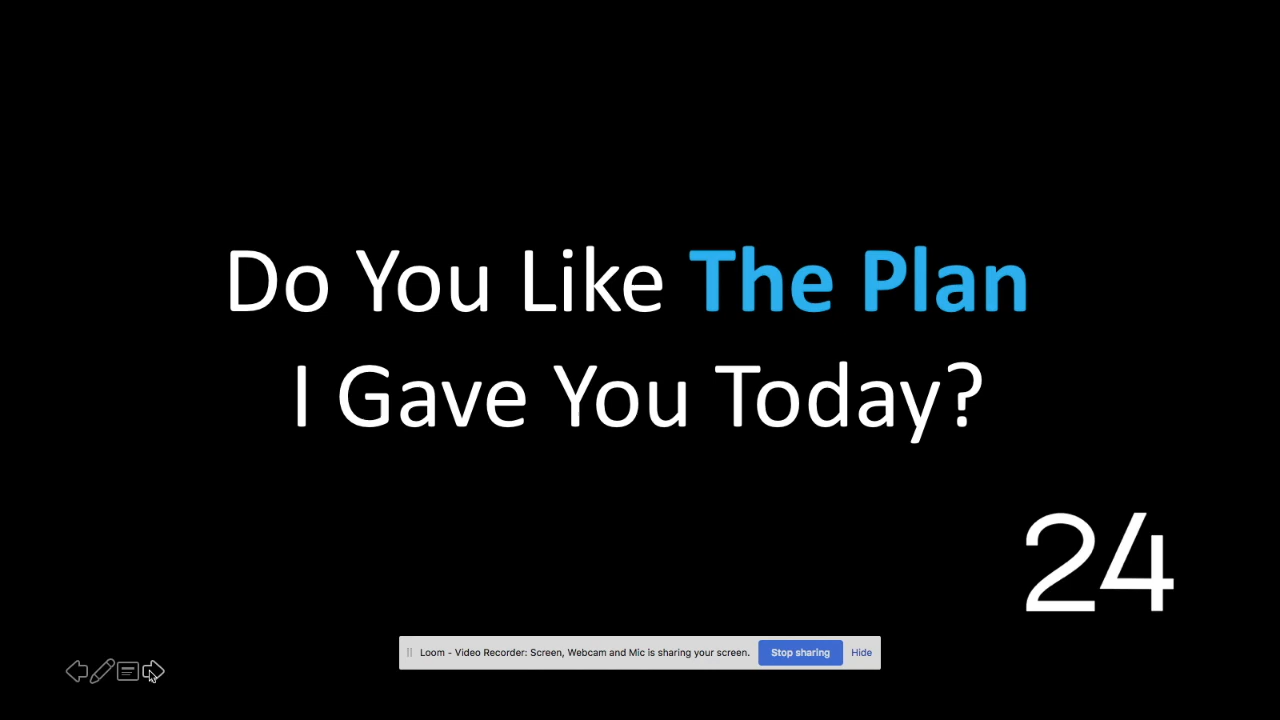 Do You Like The Plan
I Gave You Today?
24
Loom - Video Recorder: Screen, Webcam and Mic is sharing your screen. Stop sharing Hide